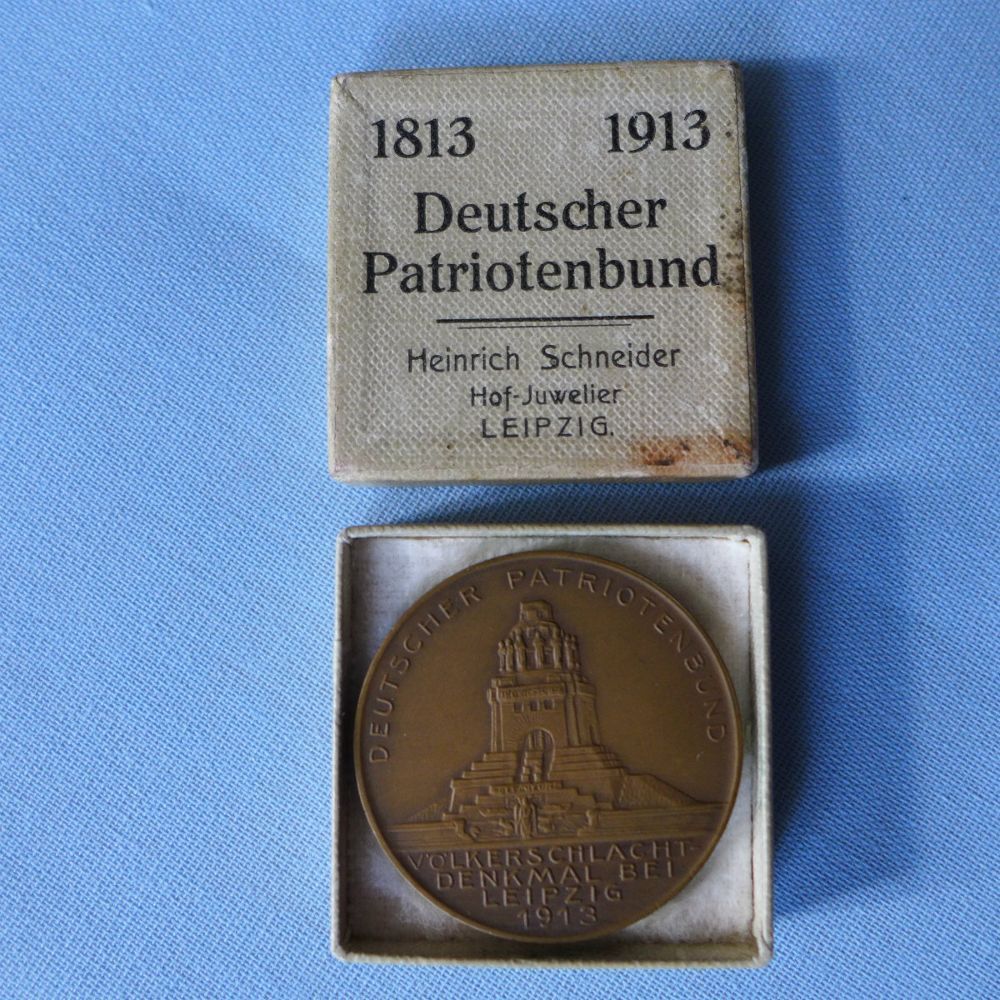 1813 1913
Deutscher
Patriotenbund
Heinrich Schneider
Hof-Juwelier
LEIPZIG.
DEUTSCHER PATRIOTENBUND
VÖLKERSCHLACHT-
DENKMAL BEI
LEIPZIG
1913